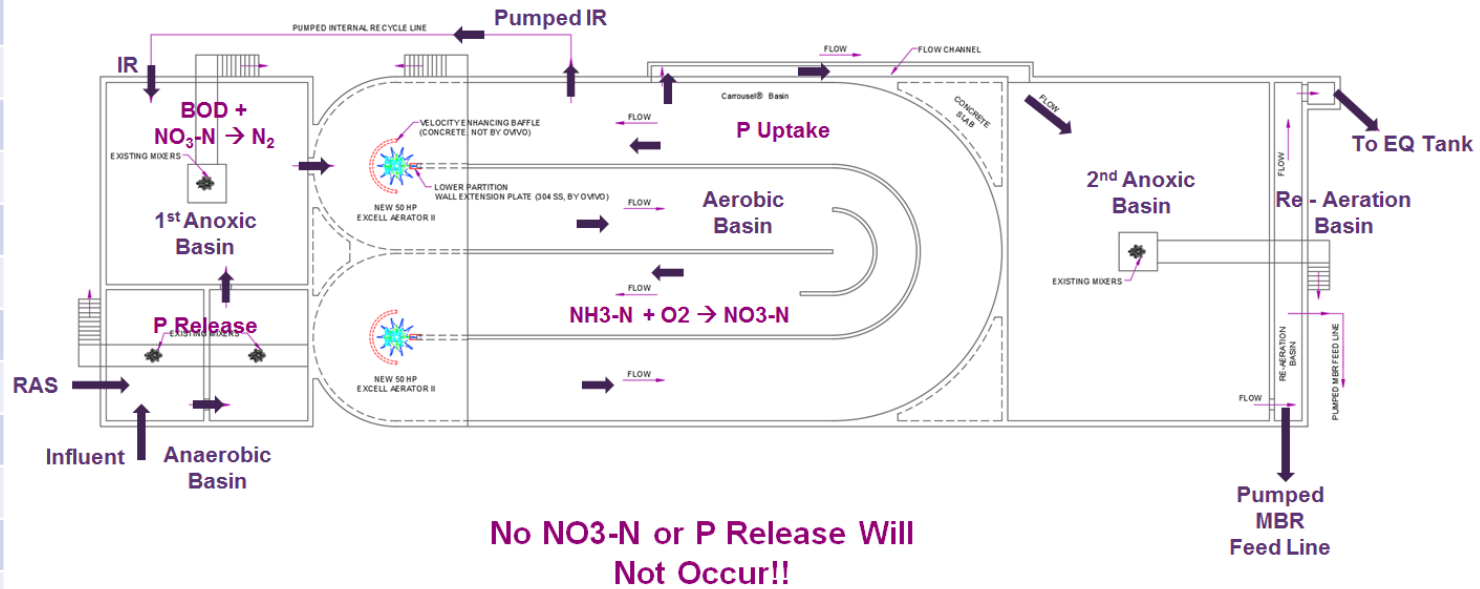 Pumped IR
PUMPED INTERNAL RECYCLE LINE
IR
FLOW
FLOW CHANNEL
BOD +
NO₃-N → N₂
EXISTING MIXERS
1st Anoxic
Basin
VELOCITY ENHANCING BAFFLE
(CONCRETE, NOT BY OVIVO)
LOWER PARTITION
WALL EXTENSION PLATE (304 SS, BY OVIVO)
NEW 50 HP
EXCELL AERATOR II
Carrousel® Basin
FLOW
P Uptake
CONCRETE
SLAB
FLOW
FLOW
Aerobic
Basin
FLOW
NH3-N + O2 → NO3-N
FLOW
NEW 50 HP
EXCELL AERATOR II
2nd Anoxic
Basin
EXISTING MIXERS
FLOW
To EQ Tank
Re - Aeration
Basin
RE-AERATION
BASIN
PUMPED MBR FEED LINE
FLOW
P Release
EXISTING MIXERS
RAS
Influent
Anaerobic
Basin
Pumped
MBR
Feed Line
No NO3-N or P Release Will
Not Occur!!